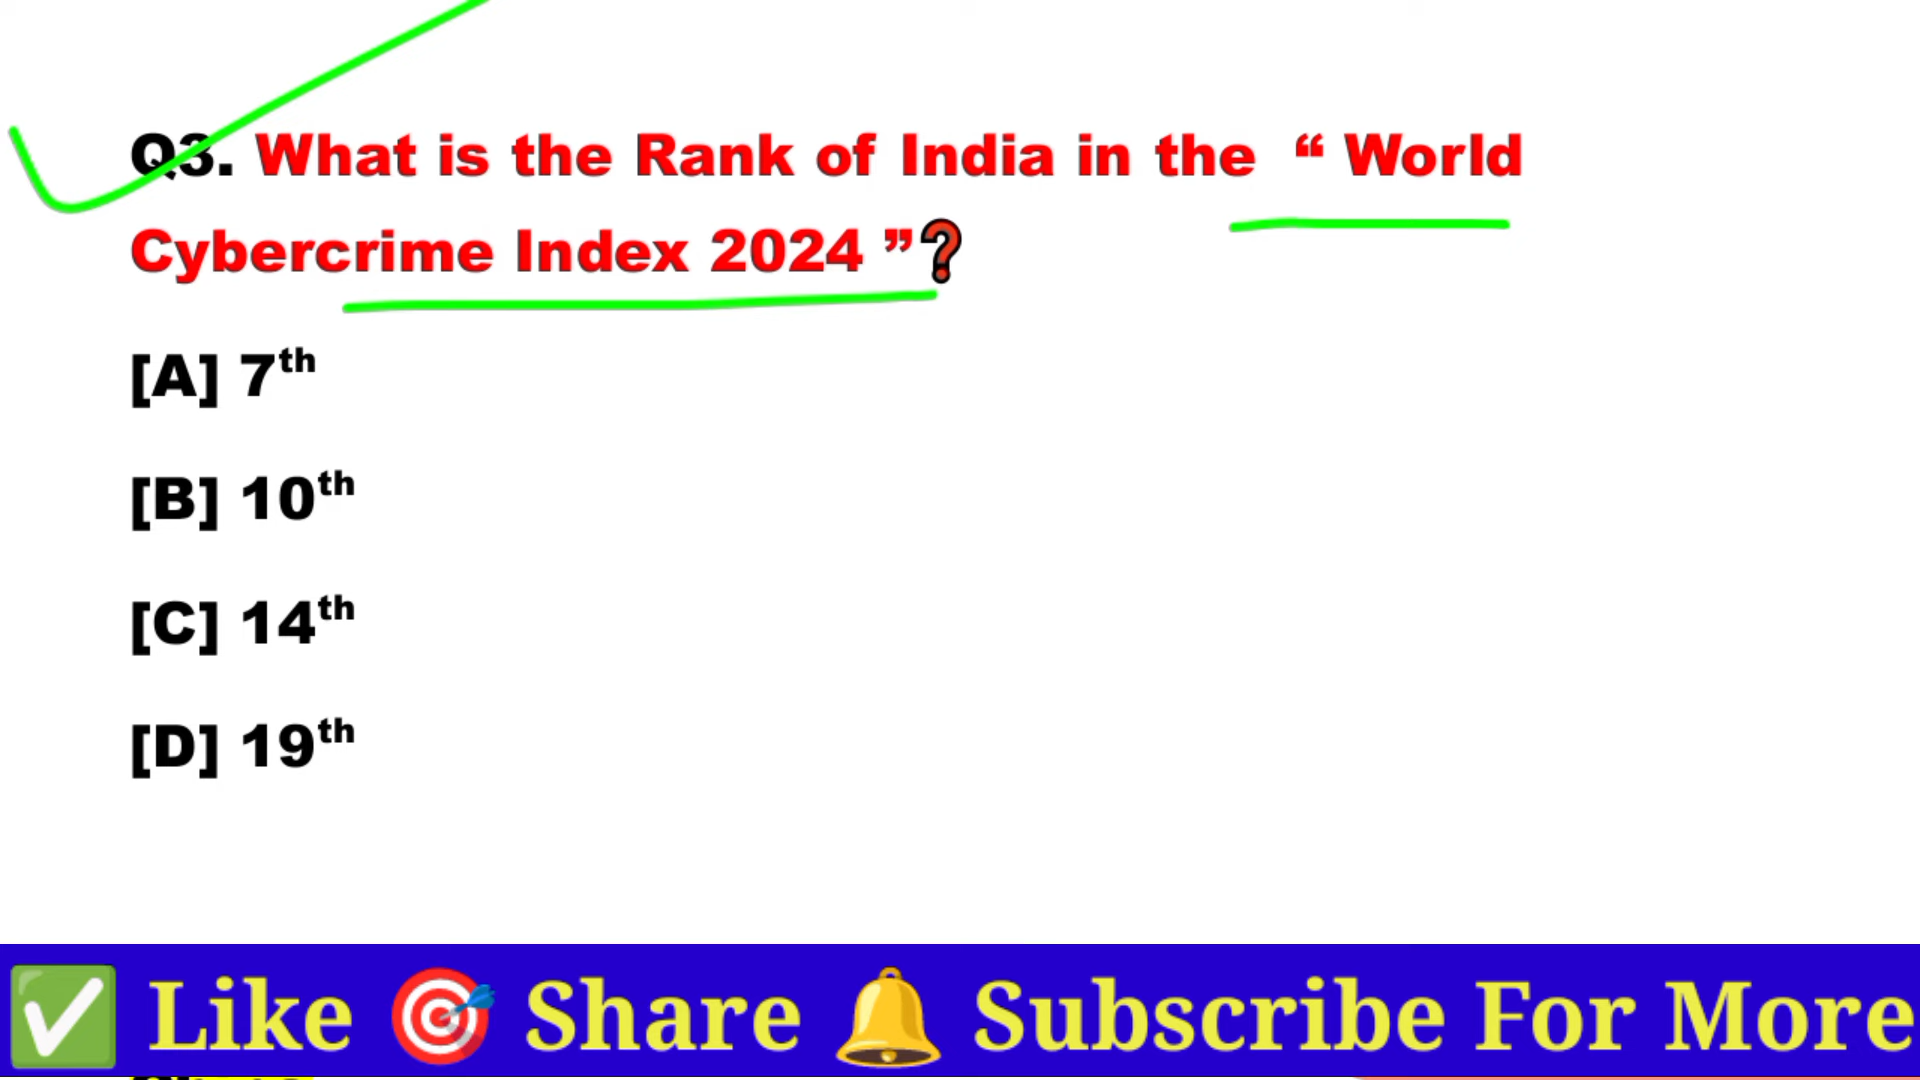 Q3. What is the Rank of India in the “ World
Cybercrime Index 2024 ”❓
[A] 7th
[B] 10th
[C] 14th
[D] 19th
✅ Like 🎯 Share 🔔 Subscribe For More